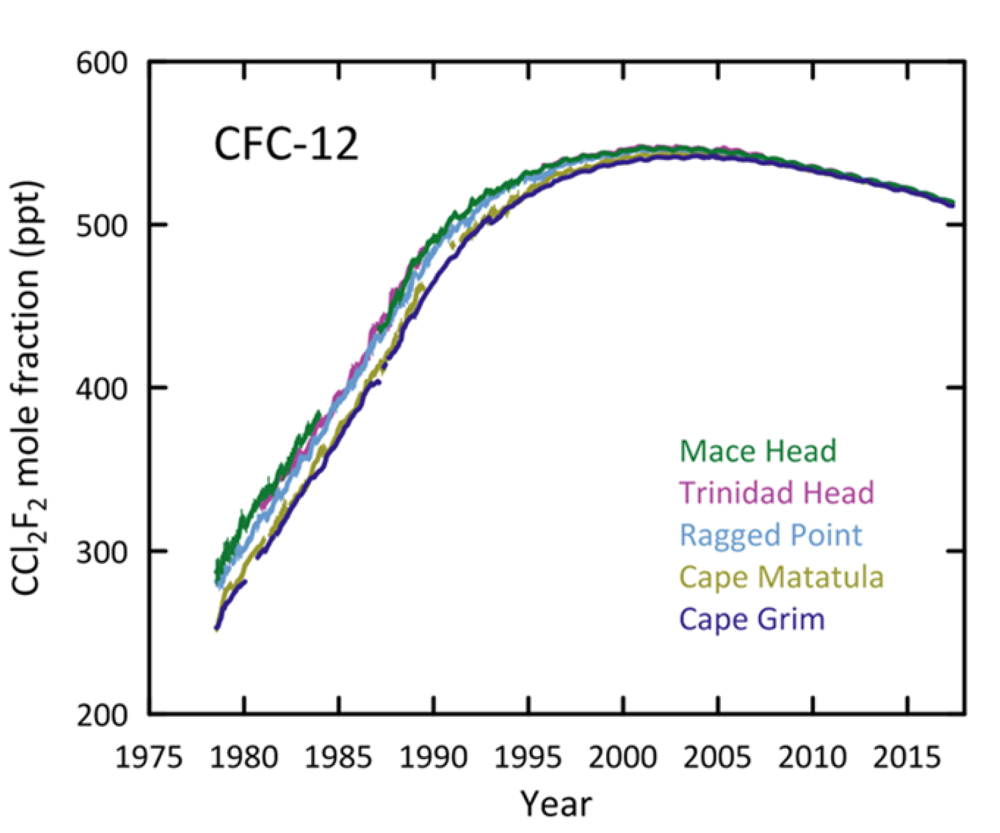 600
CFC-12
500
400
300
200
CCl₂F₂ mole fraction (ppt)
Mace Head
Trinidad Head
Ragged Point
Cape Matatula
Cape Grim
1975 1980 1985 1990 1995 2000 2005 2010 2015
Year